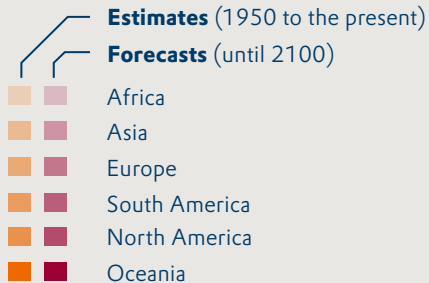 Estimates (1950 to the present)
Forecasts (until 2100)
Africa
Asia
Europe
South America
North America
Oceania